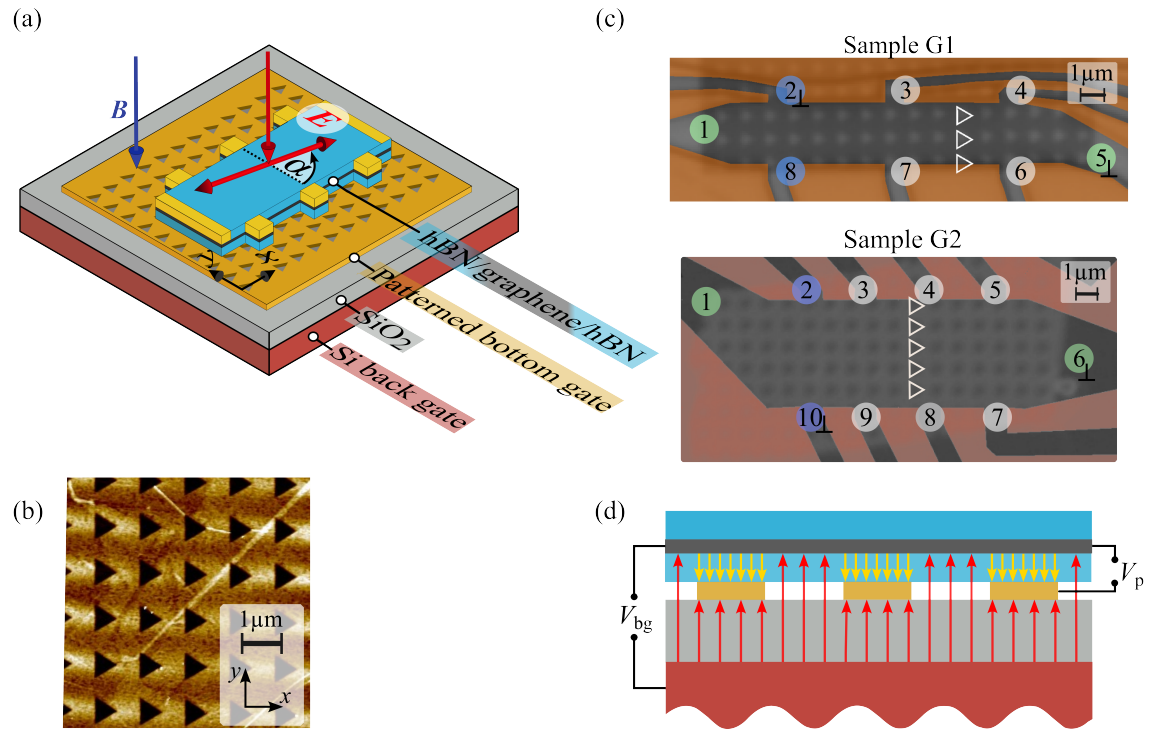 (a)
B
E
α
y
x
hBN/graphene/hBN
Patterned bottom gate
SiO₂
Si back gate
(b)
1μm
y
x
(c)
Sample G1
1μm
1
2
3
4
5
6
7
8
Sample G2
1μm
1
2
3
4
5
6
7
8
9
10
(d)
Vbg
Vp